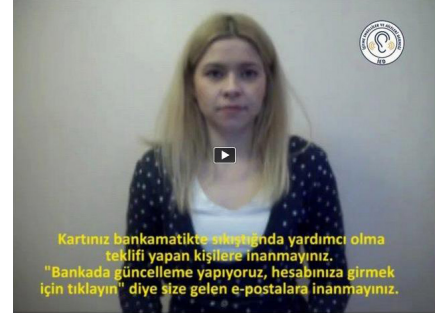 Kartınız bankamatikte sıkıştığnda yardımcı olma
teklifi yapan kişilere inanmayınız.
"Bankada güncelleme yapıyoruz, hesabınıza girmek
için tıklayın" diye size gelen e-postalara inanmayınız.